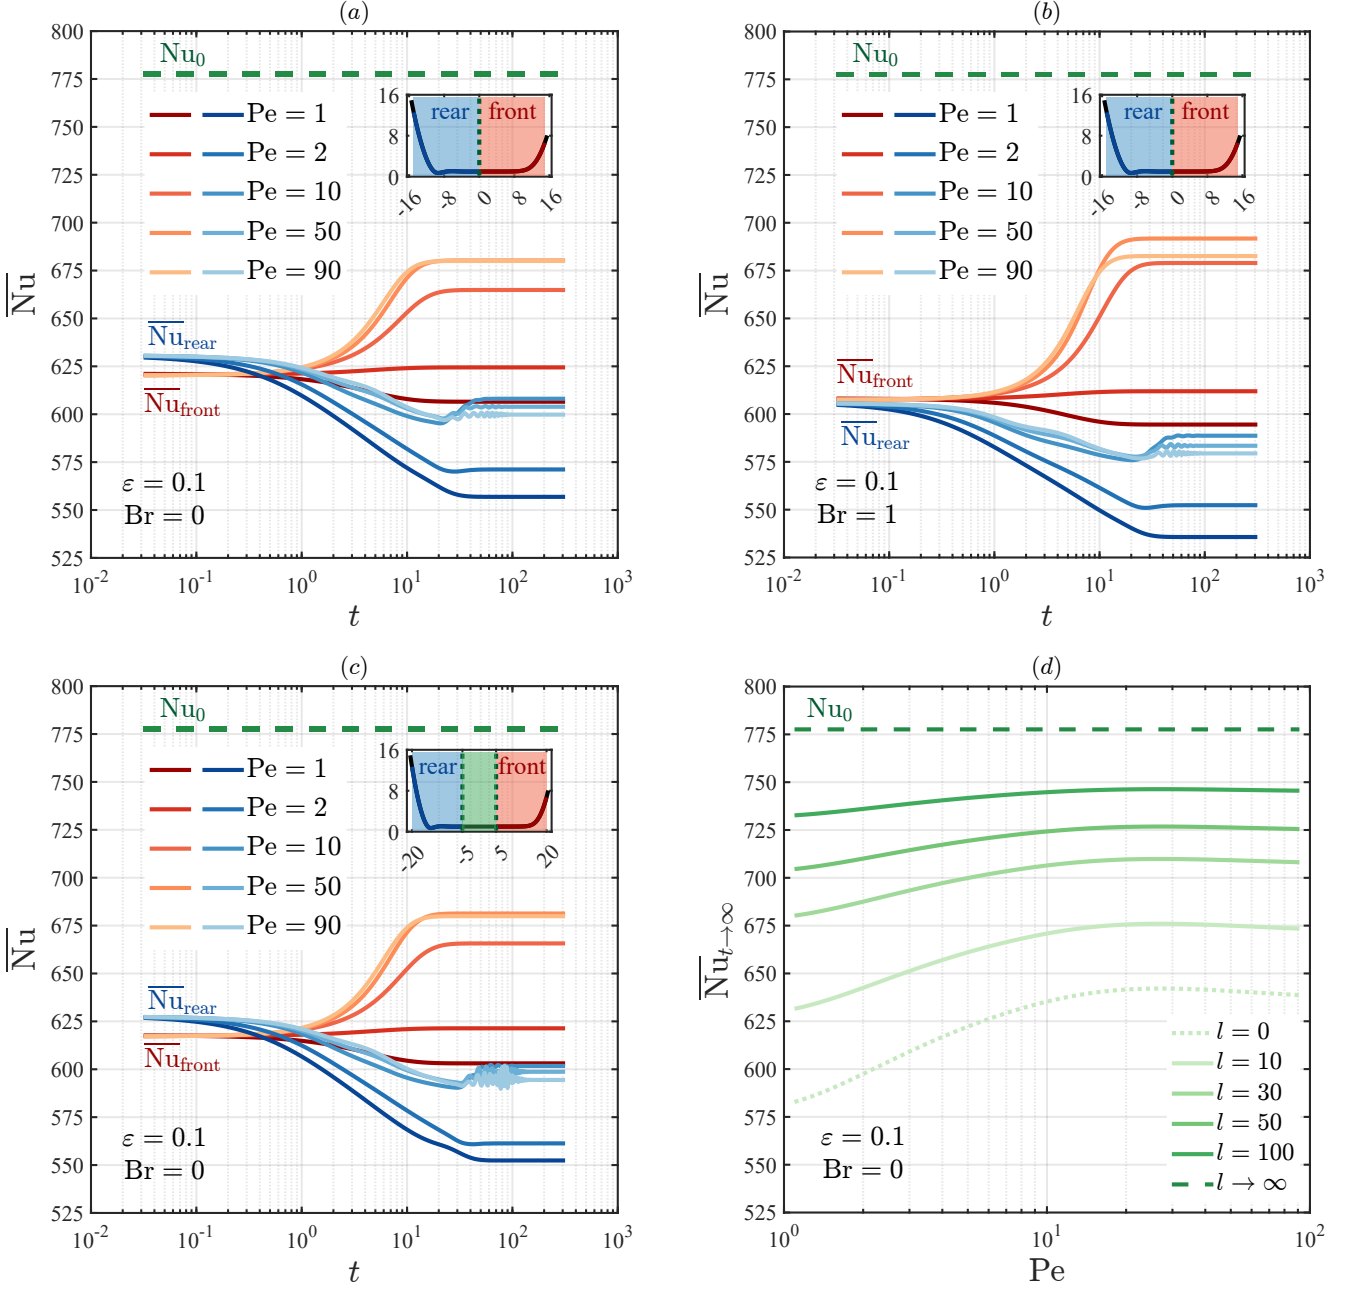 (a)
800
775
750
725
700
675
650
625
600
575
550
525
Nu
Nu₀
Pe = 1
Pe = 2
Pe = 10
Pe = 50
Pe = 90
16
8
0
rear
front
-16
-8
0
8
16
Nu_rear
Nu_front
ε = 0.1
Br = 0
10⁻²
10⁻¹
10⁰
10¹
10²
10³
t
(b)
800
775
750
725
700
675
650
625
600
575
550
525
Nu
Nu₀
Pe = 1
Pe = 2
Pe = 10
Pe = 50
Pe = 90
16
8
0
rear
front
-16
-8
0
8
16
Nu_front
Nu_rear
ε = 0.1
Br = 1
10⁻²
10⁻¹
10⁰
10¹
10²
10³
t
(c)
800
775
750
725
700
675
650
625
600
575
550
525
Nu
Nu₀
Pe = 1
Pe = 2
Pe = 10
Pe = 50
Pe = 90
16
8
0
rear
front
-20
-5
5
20
Nu_rear
Nu_front
ε = 0.1
Br = 0
10⁻²
10⁻¹
10⁰
10¹
10²
10³
t
(d)
800
775
750
725
700
675
650
625
600
575
550
525
Nu_t→∞
Nu₀
l = 0
l = 10
l = 30
l = 50
l = 100
l → ∞
ε = 0.1
Br = 0
10⁰
10¹
10²
Pe